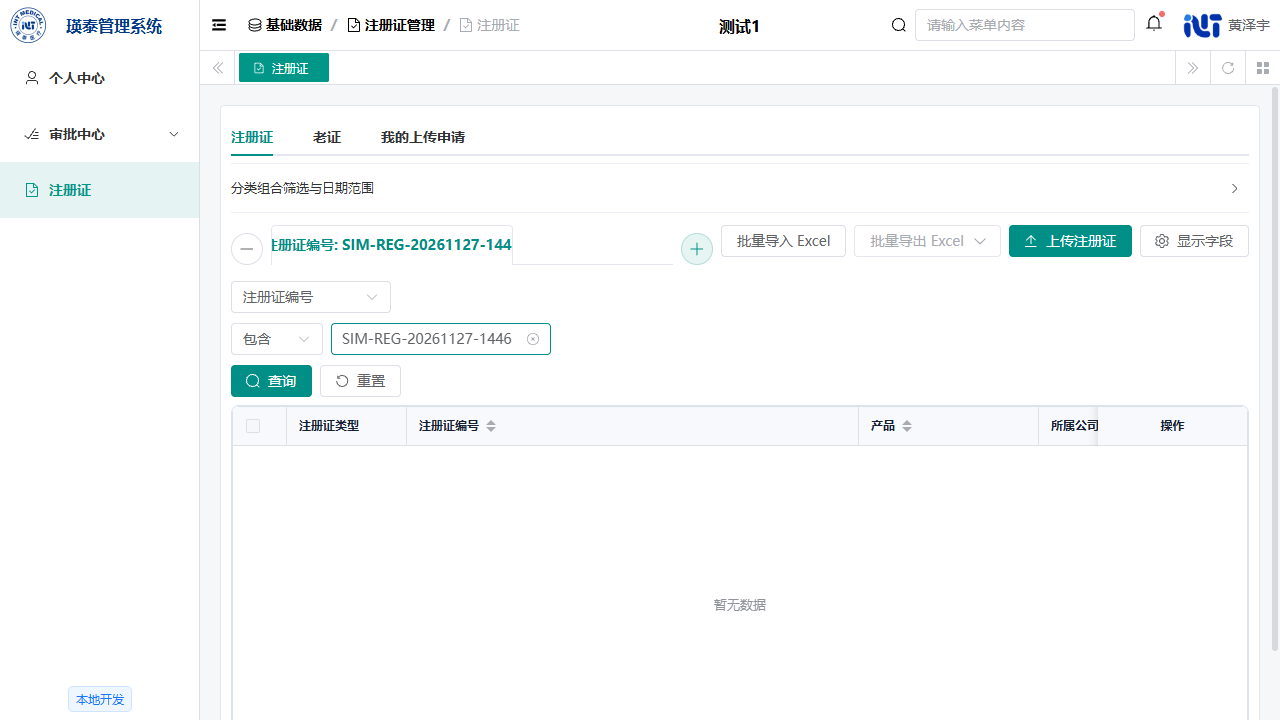 瑛泰管理系统
基础数据 / 注册证管理 / 注册证
测试1
请输入菜单内容
黄泽宇
个人中心
审批中心
注册证
本地开发
注册证
注册证 老证 我的上传申请
分类组合筛选与日期范围
注册证编号: SIM-REG-20261127-144
批量导入 Excel 批量导出 Excel 上传注册证 显示字段
注册证编号
包含 SIM-REG-20261127-1446
查询 重置
注册证类型 注册证编号 产品 所属公司 操作
暂无数据